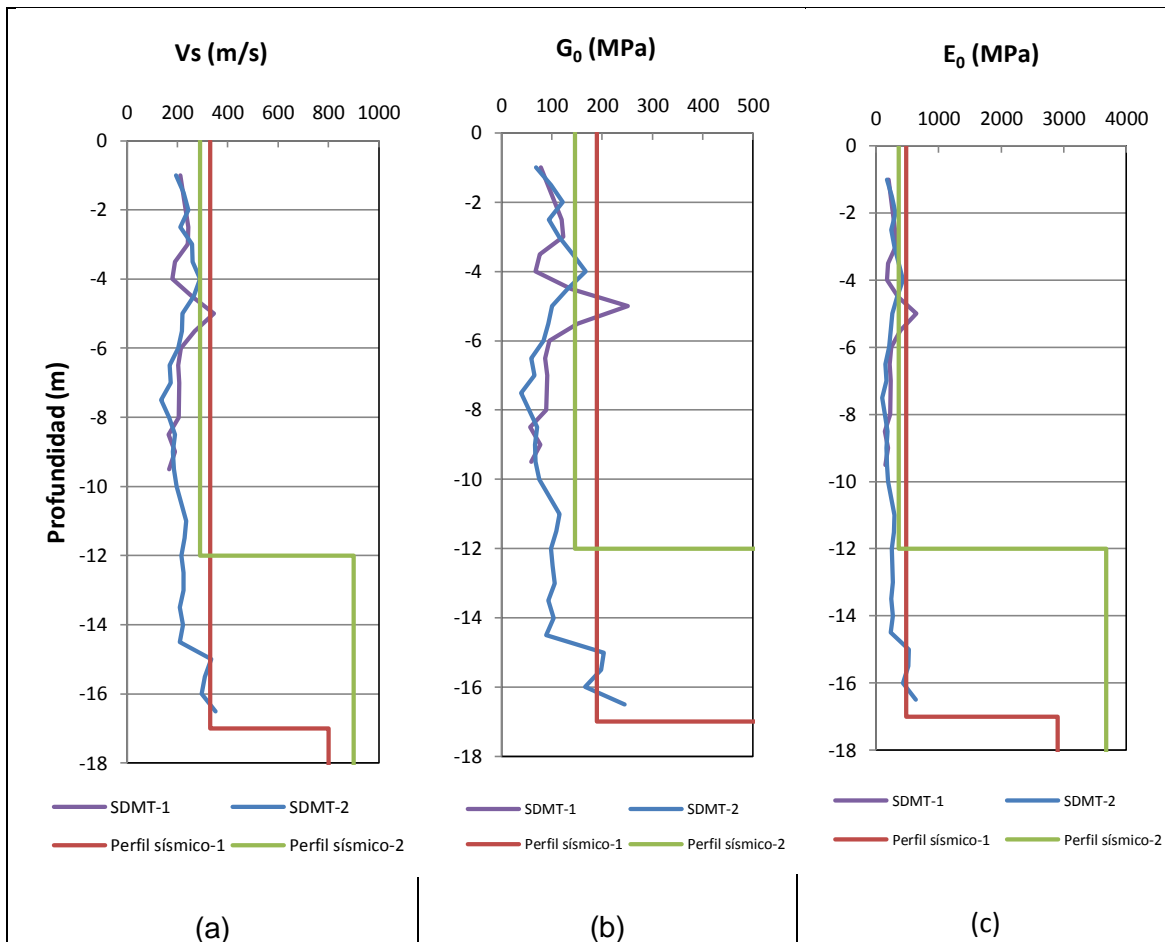 Vs (m/s)
0 200 400 600 800 1000
0
-2
-4
-6
-8
-10
-12
-14
-16
-18
Profundidad (m)
SDMT-1 SDMT-2
Perfil sísmico-1 Perfil sísmico-2
(a)
G0 (MPa)
0 100 200 300 400 500
0
-2
-4
-6
-8
-10
-12
-14
-16
-18
SDMT-1 SDMT-2
Perfil sísmico-1 Perfil sísmico-2
(b)
E0 (MPa)
0 1000 2000 3000 4000
0
-2
-4
-6
-8
-10
-12
-14
-16
-18
SDMT-1 SDMT-2
Perfil sísmico-1 Perfil sísmico-2
(c)